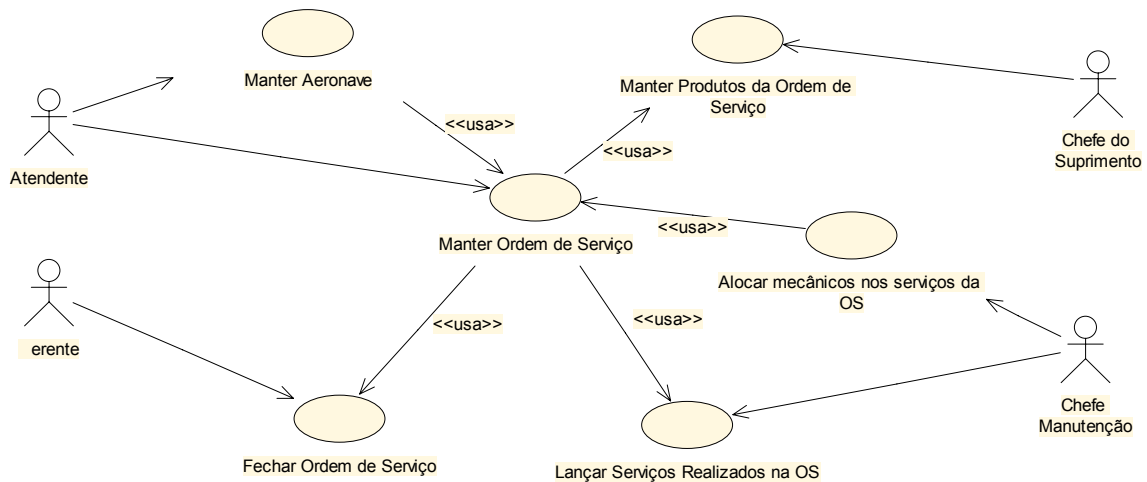 Manter Aeronave
Manter Produtos da Ordem de
Serviço
<<usa>>
<<usa>>
Atendente
Chefe do
Suprimento
<<usa>>
Manter Ordem de Serviço
Alocar mecânicos nos serviços da
OS
<<usa>>
<<usa>>
erente
Chefe
Manutenção
Fechar Ordem de Serviço
Lançar Serviços Realizados na OS